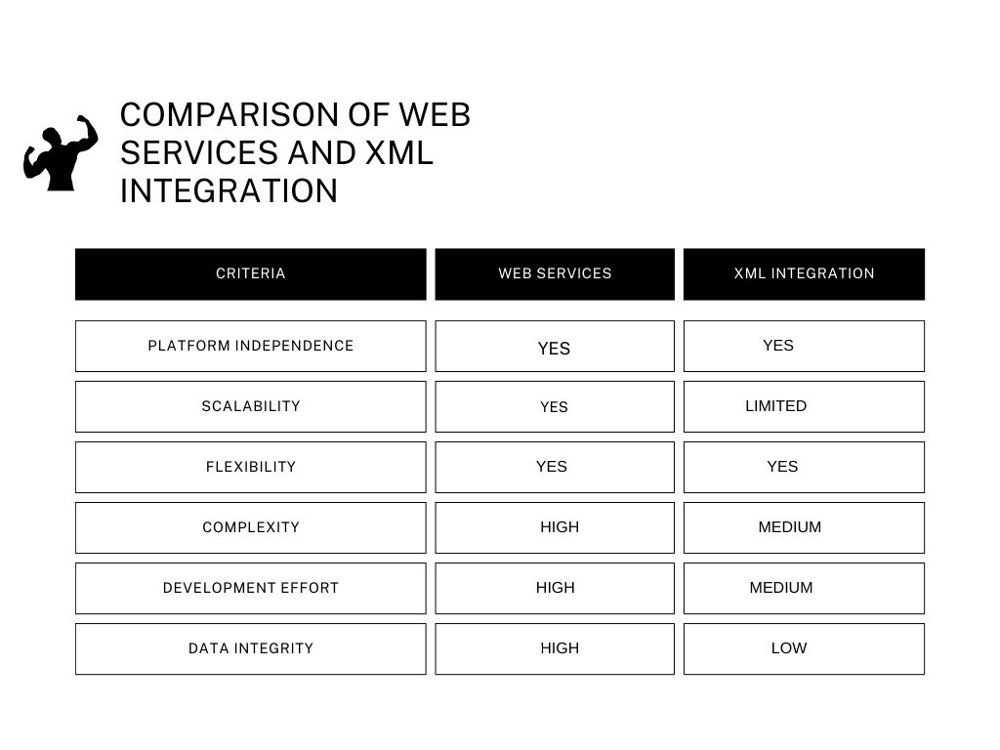 COMPARISON OF WEB
SERVICES AND XML
INTEGRATION
CRITERIA WEB SERVICES XML INTEGRATION
PLATFORM INDEPENDENCE YES YES
SCALABILITY YES LIMITED
FLEXIBILITY YES YES
COMPLEXITY HIGH MEDIUM
DEVELOPMENT EFFORT HIGH MEDIUM
DATA INTEGRITY HIGH LOW